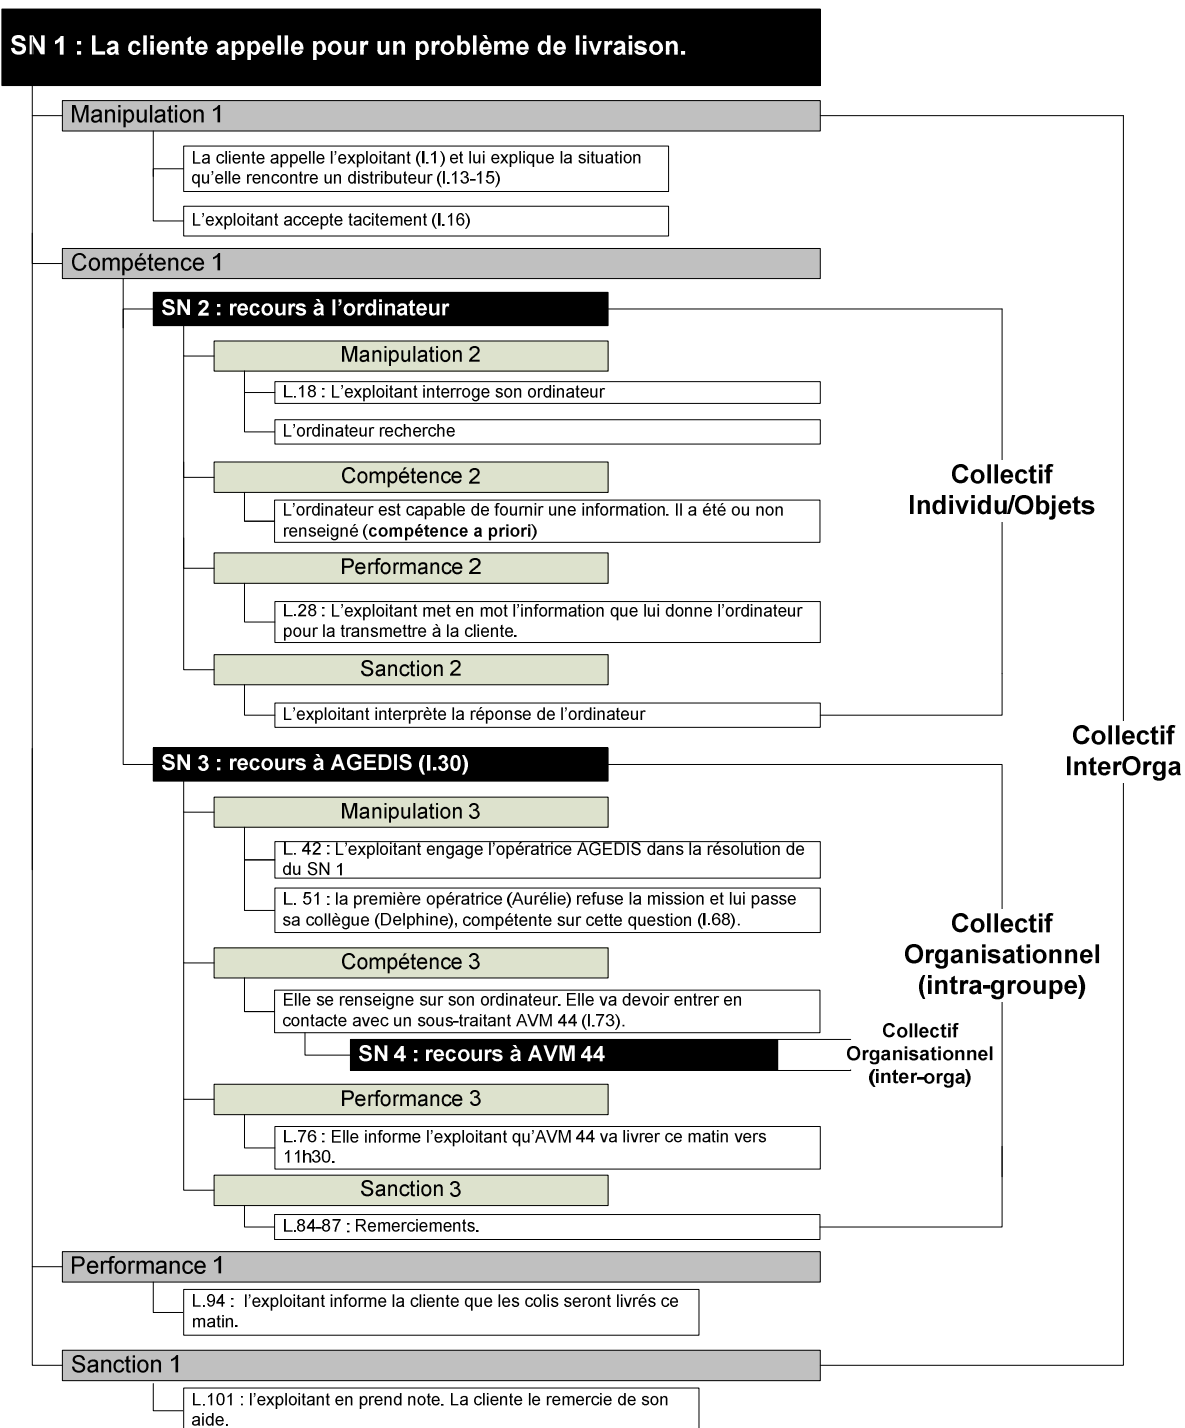 SN 1 : La cliente appelle pour un problème de livraison.
Manipulation 1
La cliente appelle l’exploitant (l.1) et lui explique la situation
qu’elle rencontre un distributeur (l.13-15)
L’exploitant accepte tacitement (l.16)
Compétence 1
SN 2 : recours à l’ordinateur
Manipulation 2
L.18 : L’exploitant interroge son ordinateur
L’ordinateur recherche
Compétence 2
L’ordinateur est capable de fournir une information. Il a été ou non
renseigné (compétence a priori)
Performance 2
L.28 : L’exploitant met en mot l’information que lui donne l’ordinateur
pour la transmettre à la cliente.
Sanction 2
L’exploitant interprète la réponse de l’ordinateur
Collectif
Individu/Objets
SN 3 : recours à AGEDIS (l.30)
Manipulation 3
L. 42 : L’exploitant engage l’opératrice AGEDIS dans la résolution de
du SN 1
L. 51 : la première opératrice (Aurélie) refuse la mission et lui passe
sa collègue (Delphine), compétente sur cette question (l.68).
Compétence 3
Elle se renseigne sur son ordinateur. Elle va devoir entrer en
contacte avec un sous-traitant AVM 44 (l.73).
SN 4 : recours à AVM 44
Collectif
Organisationnel
(inter-orga)
Performance 3
L.76 : Elle informe l’exploitant qu’AVM 44 va livrer ce matin vers
11h30.
Sanction 3
L.84-87 : Remerciements.
Collectif
Organisationnel
(intra-groupe)
Performance 1
L.94 :  l’exploitant informe la cliente que les colis seront livrés ce
matin.
Sanction 1
L.101 : l’exploitant en prend note. La cliente le remercie de son
aide.
Collectif
InterOrga